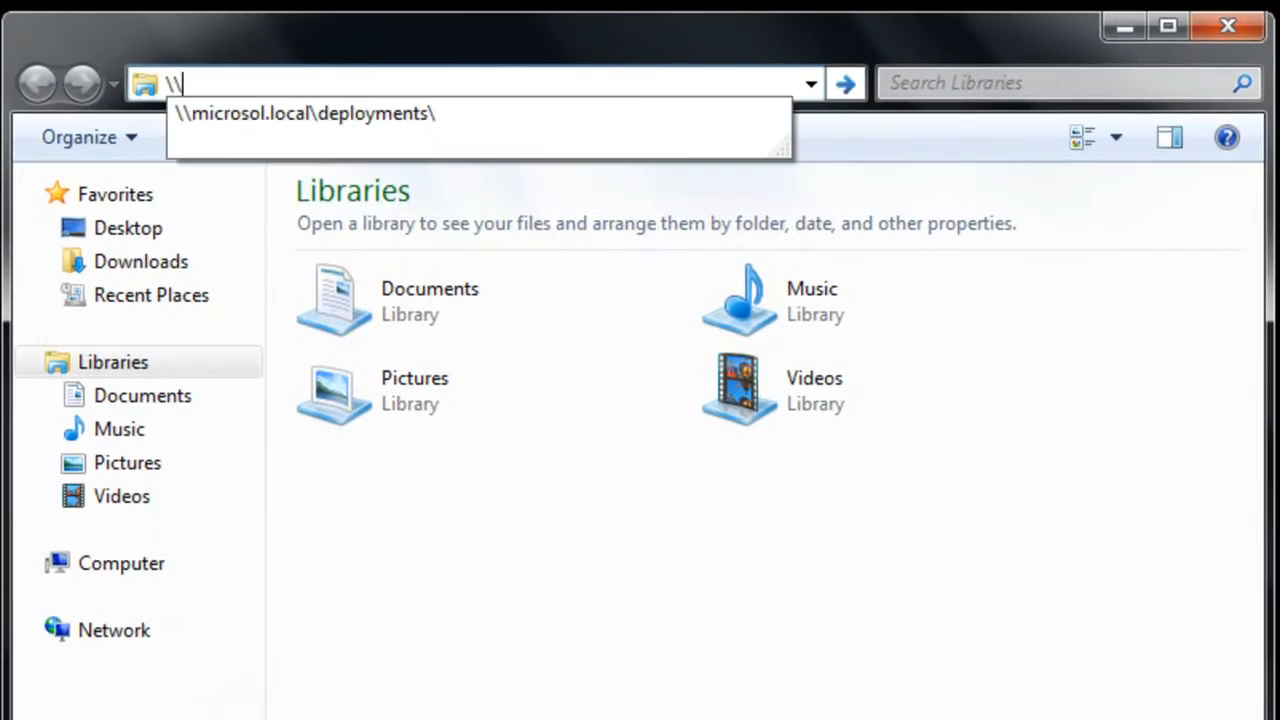 \\
Search Libraries
\\microsol.local\deployments\
Organize
Favorites
Desktop
Downloads
Recent Places
Libraries
Documents
Music
Pictures
Videos
Computer
Network
Libraries
Open a library to see your files and arrange them by folder, date, and other properties.
Documents
Library
Music
Library
Pictures
Library
Videos
Library